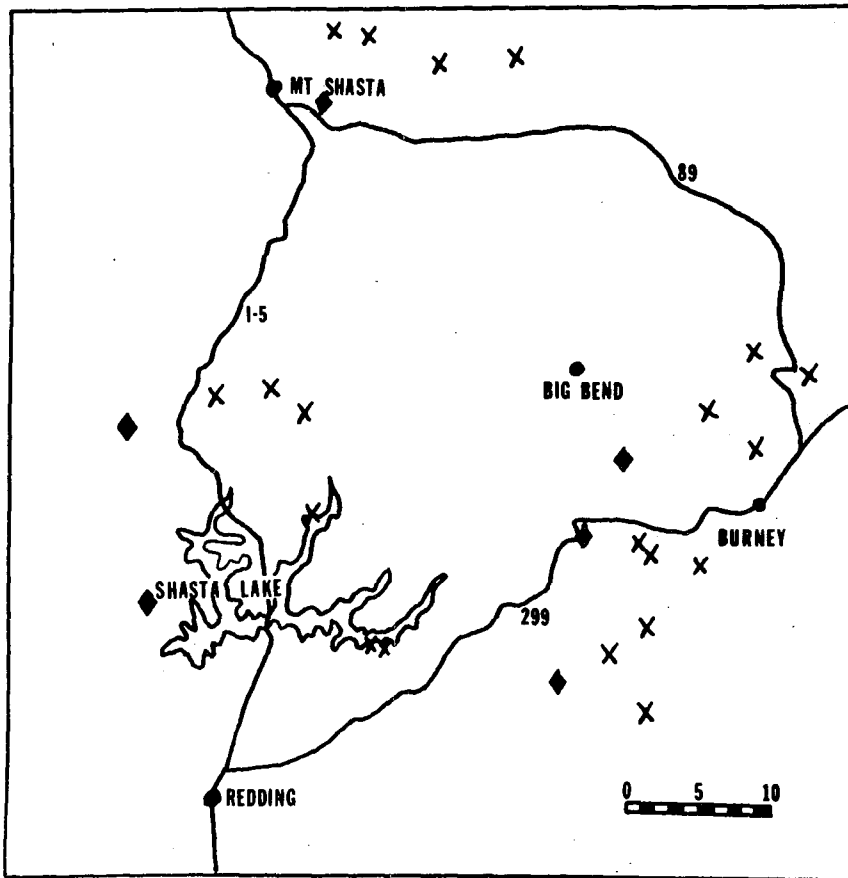 MT SHASTA
89
I-5
BIG BEND
BURNEY
SHASTA LAKE
299
REDDING
0 5 10